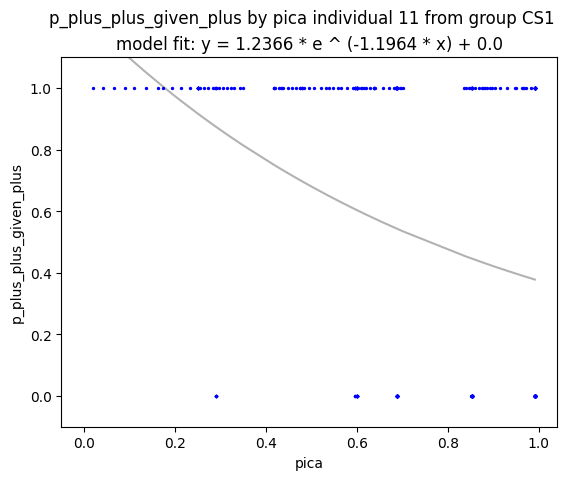 p_plus_plus_given_plus by pica individual 11 from group CS1
model fit: y = 1.2366 * e ^ (-1.1964 * x) + 0.0
1.0
0.8
0.6
0.4
0.2
0.0
p_plus_plus_given_plus
0.0 0.2 0.4 0.6 0.8 1.0
pica